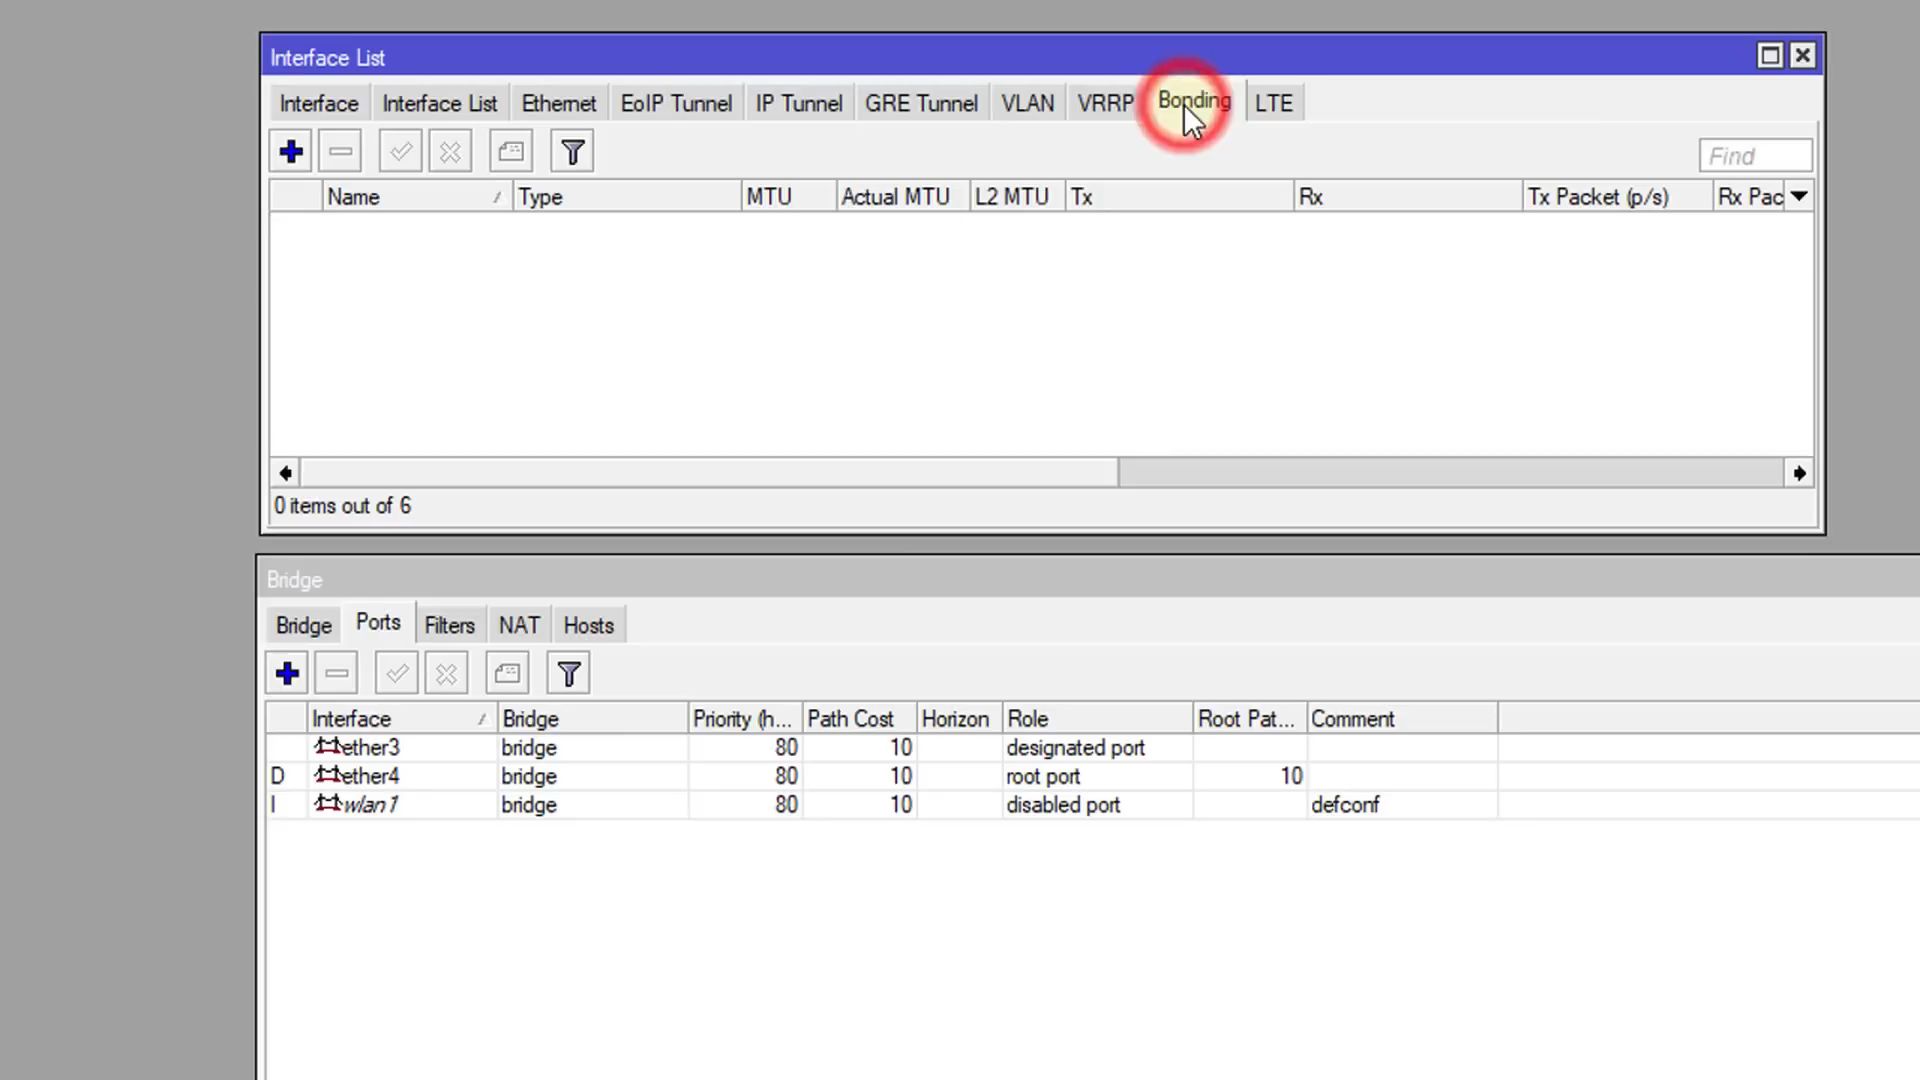 Interface List
Interface Interface List Ethernet EoIP Tunnel IP Tunnel GRE Tunnel VLAN VRRP Bonding LTE
Find
Name Type MTU Actual MTU L2 MTU Tx Rx Tx Packet (p/s) Rx Pac
0 items out of 6
Bridge
Bridge Ports Filters NAT Hosts
Interface Bridge Priority (h... Path Cost Horizon Role Root Pat... Comment
ether3 bridge 80 10 designated port
D ether4 bridge 80 10 root port 10
I wlan1 bridge 80 10 disabled port defconf